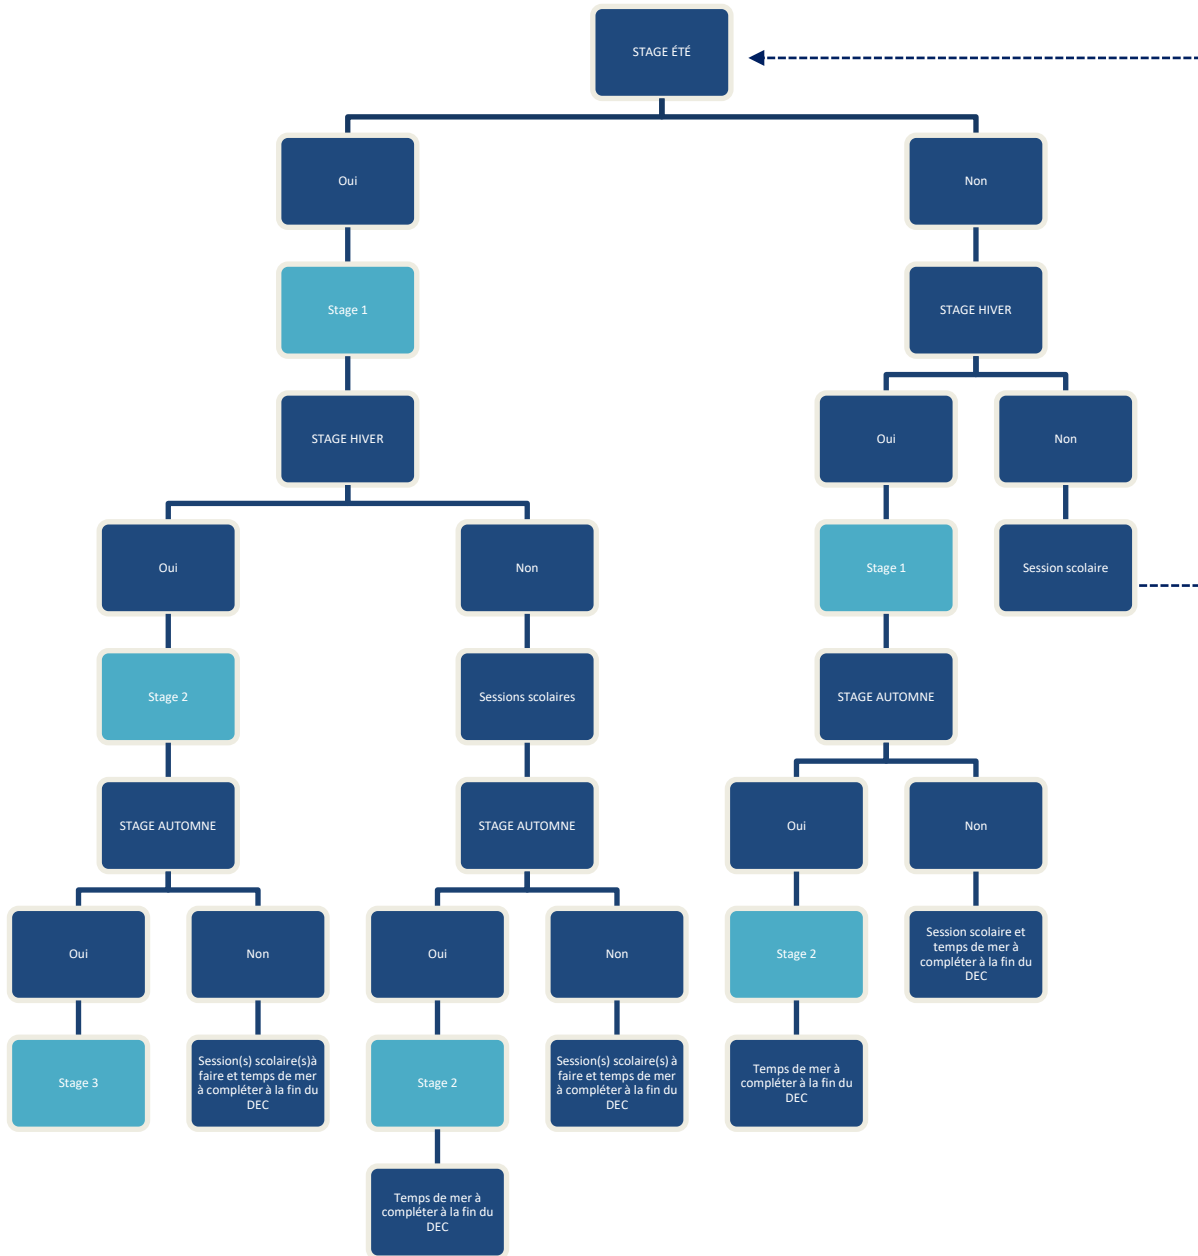 STAGE ÉTÉ
Oui
Non
Stage 1
STAGE HIVER
STAGE HIVER
Oui
Non
Oui
Non
Stage 1
Session scolaire
Stage 2
Sessions scolaires
STAGE AUTOMNE
STAGE AUTOMNE
STAGE AUTOMNE
Oui
Non
Oui
Non
Oui
Non
Stage 2
Session scolaire et
temps de mer à
compléter à la fin du
DEC
Stage 3
Session(s) scolaire(s)à
faire et temps de mer
à compléter à la fin du
DEC
Stage 2
Session(s) scolaire(s) à
faire et temps de mer
à compléter à la fin du
DEC
Temps de mer à
compléter à la fin du
DEC
Temps de mer à
compléter à la fin du
DEC